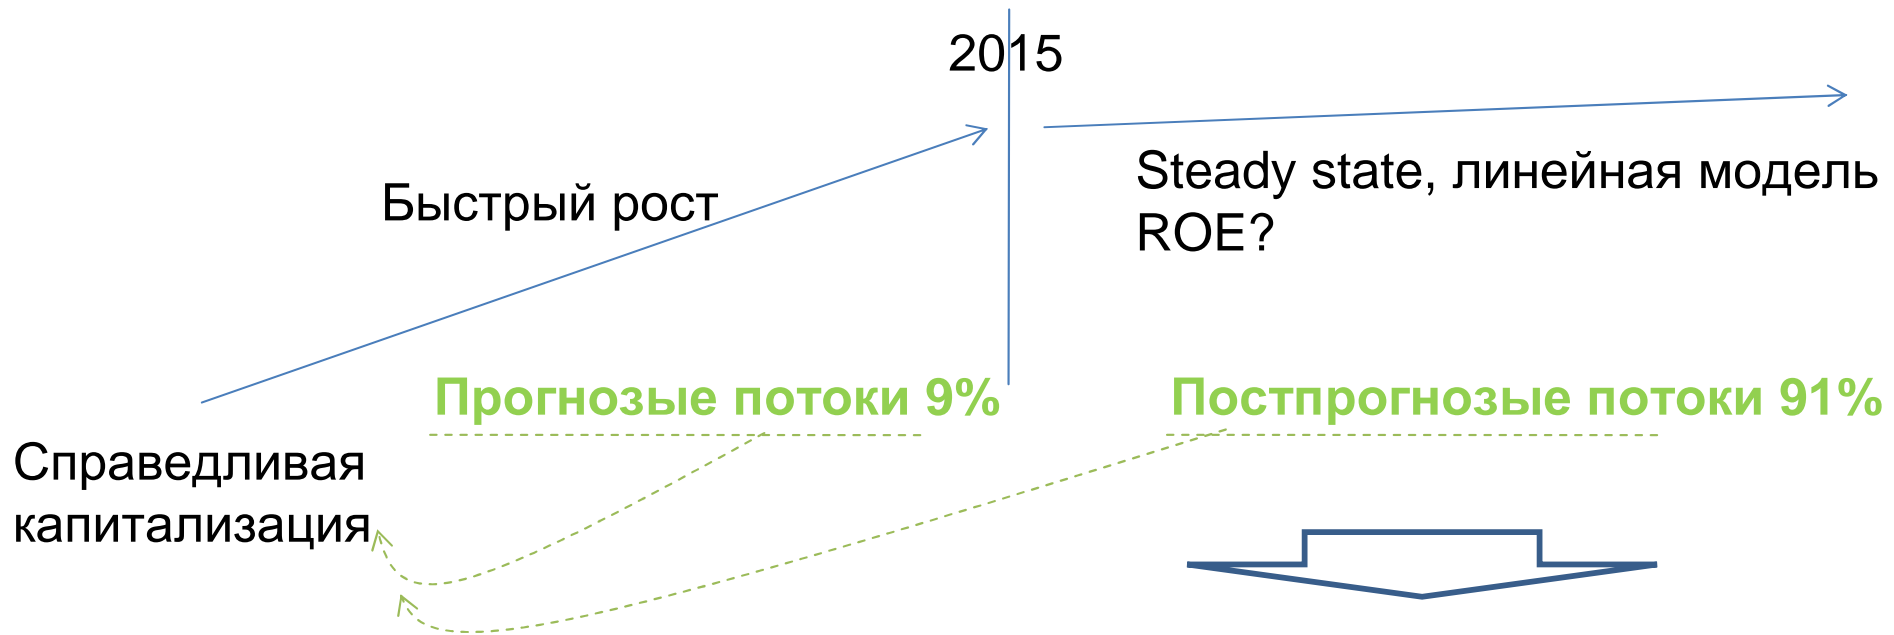 2015
Быстрый рост
Steady state, линейная модель
ROE?
Прогнозые потоки 9%
Постпрогнозые потоки 91%
Справедливая
капитализация